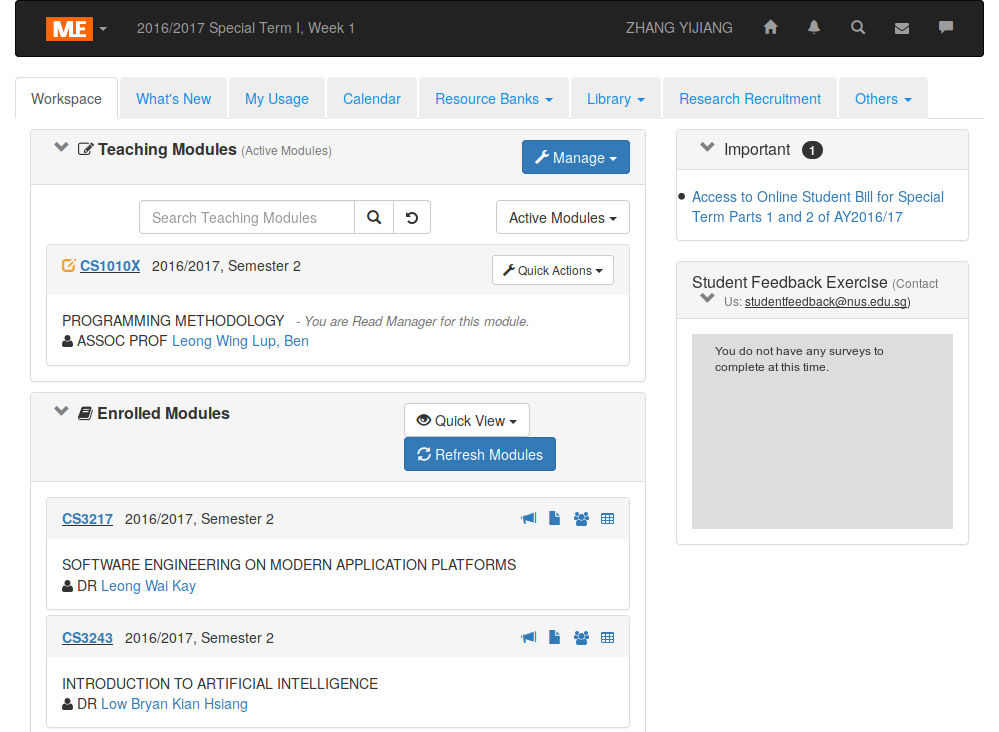 ME 2016/2017 Special Term I, Week 1 ZHANG YIJIANG
Workspace What's New My Usage Calendar Resource Banks Library Research Recruitment Others
Teaching Modules (Active Modules) Manage
Search Teaching Modules Active Modules
CS1010X 2016/2017, Semester 2 Quick Actions
PROGRAMMING METHODOLOGY - You are Read Manager for this module.
ASSOC PROF Leong Wing Lup, Ben
Enrolled Modules Quick View
Refresh Modules
CS3217 2016/2017, Semester 2
SOFTWARE ENGINEERING ON MODERN APPLICATION PLATFORMS
DR Leong Wai Kay
CS3243 2016/2017, Semester 2
INTRODUCTION TO ARTIFICIAL INTELLIGENCE
DR Low Bryan Kian Hsiang
Important 1
Access to Online Student Bill for Special
Term Parts 1 and 2 of AY2016/17
Student Feedback Exercise (Contact
Us: studentfeedback@nus.edu.sg)
You do not have any surveys to
complete at this time.